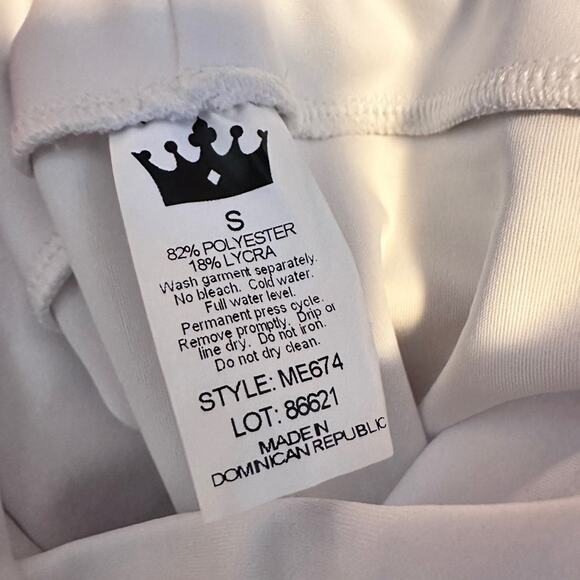 S
82% POLYESTER
18% LYCRA
Wash garment separately.
No bleach. Cold water.
Full water level.
Permanent press cycle.
Remove promptly. Drip or
line dry. Do not iron.
Do not dry clean.
STYLE: ME674
LOT: 86621
MADE IN
DOMINICAN REPUBLIC